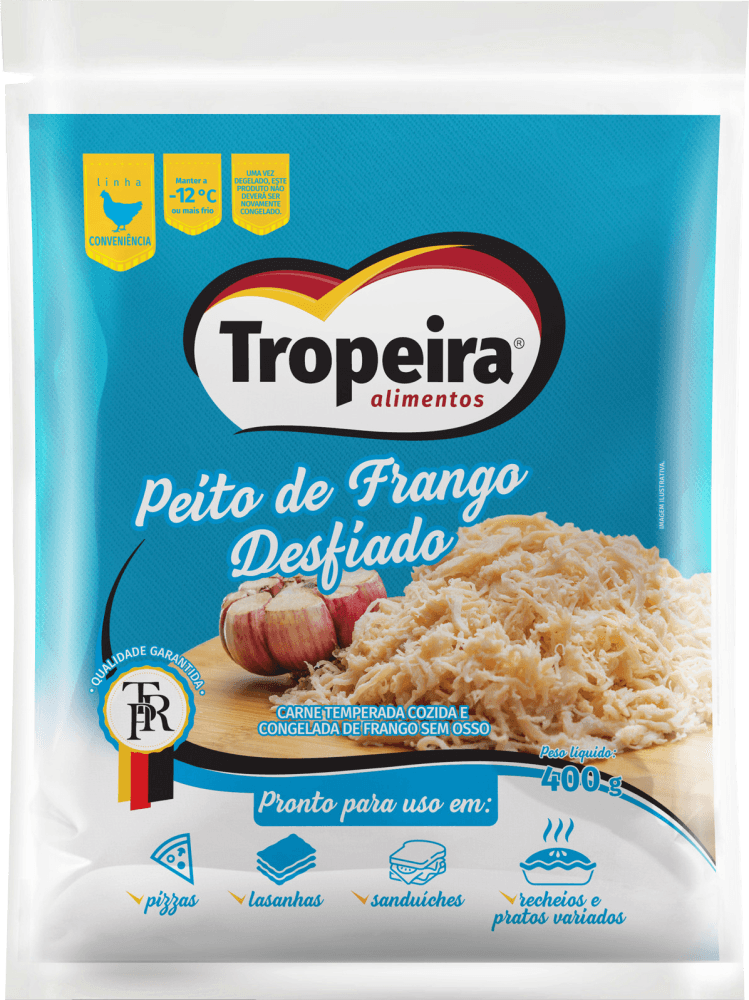 linha
CONVENIÊNCIA
Manter a
-12°C
ou mais frio
UMA VEZ
DEGELADO, ESTE
PRODUTO NÃO
DEVERÁ SER
NOVAMENTE
CONGELADO.
Tropeira®
alimentos
Peito de Frango
Desfiado
IMAGEM ILUSTRATIVA.
• QUALIDADE GARANTIDA •
TPR
CARNE TEMPERADA COZIDA E
CONGELADA DE FRANGO SEM OSSO
Peso líquido:
400 g
Pronto para uso em:
pizzas
lasanhas
sanduíches
recheios e
pratos variados